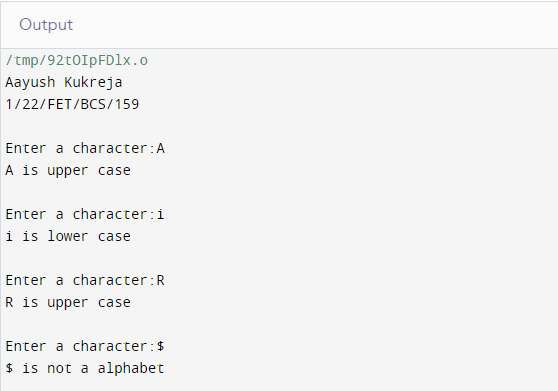 Output
/tmp/92tOIpFDlx.o
Aayush Kukreja
1/22/FET/BCS/159
Enter a character:A
A is upper case
Enter a character:i
i is lower case
Enter a character:R
R is upper case
Enter a character:$
$ is not a alphabet